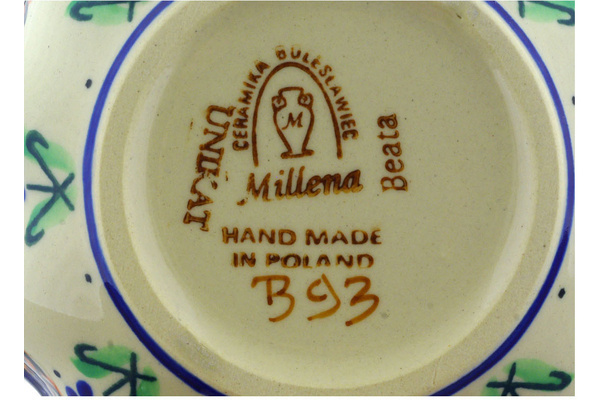 CERAMIKA BOLESŁAWIEC
M
UNIKAT
Millena
Beata
HAND MADE
IN POLAND
B93